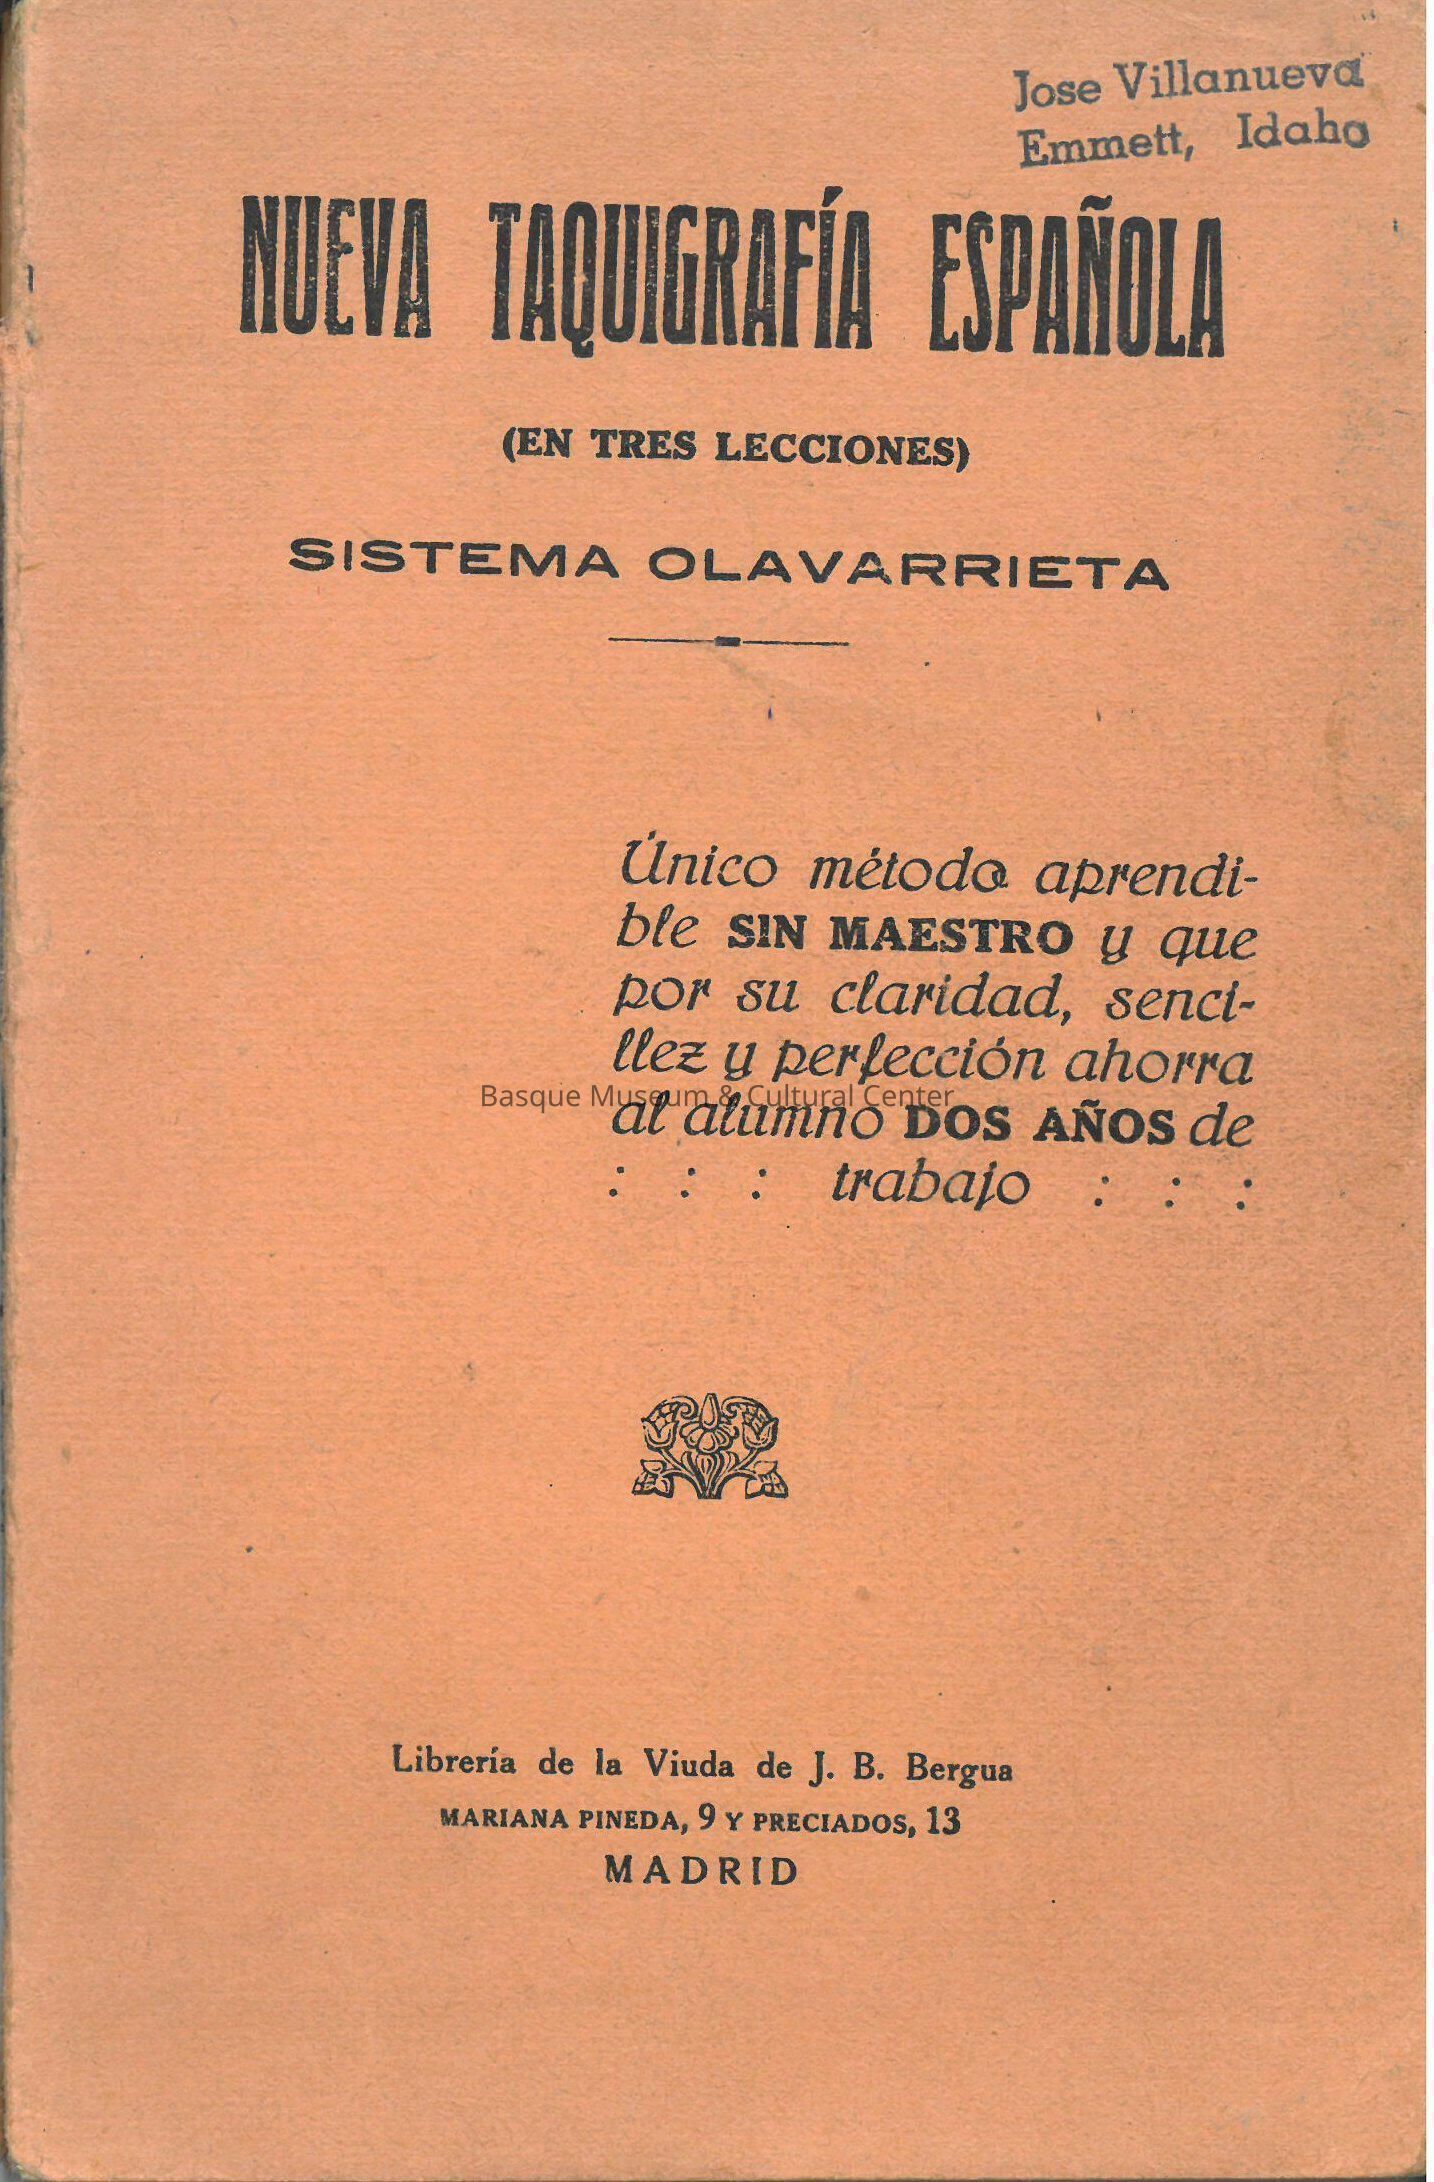 Jose Villanueva
Emmett, Idaho
NUEVA TAQUIGRAFÍA ESPAÑOLA
(EN TRES LECCIONES)
SISTEMA OLAVARRIETA
Único método aprendi-
ble SIN MAESTRO y que
por su claridad, senci-
llez y perfección ahorra
Basque Museum & Cultural Center
al alumno DOS AÑOS de
: : : trabajo : : :
Librería de la Viuda de J. B. Bergua
MARIANA PINEDA, 9 Y PRECIADOS, 13
MADRID